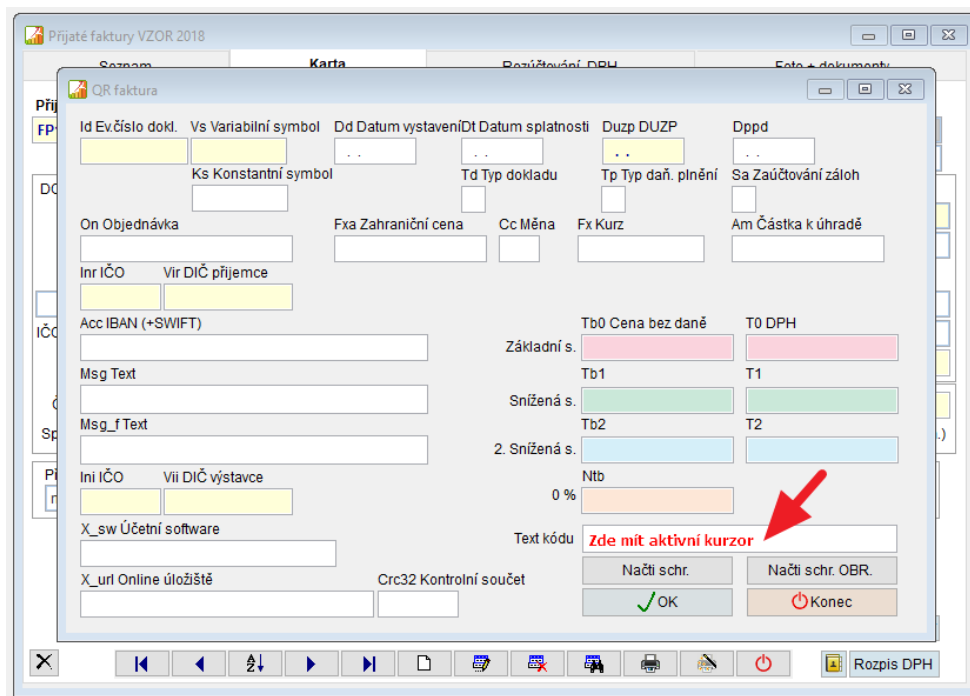 Přijaté faktury VZOR 2018
Seznam Karta Rozúčtování, DPH Foto + dokumenty
QR faktura
Přij
FP
Id Ev.číslo dokl. Vs Variabilní symbol Dd Datum vystavení Dt Datum splatnosti Duzp DUZP Dppd
. . . . . . . .
Ks Konstantní symbol Td Typ dokladu Tp Typ daň. plnění Sa Zaúčtování záloh
On Objednávka Fxa Zahraniční cena Cc Měna Fx Kurz Am Částka k úhradě
Inr IČO Vir DIČ přijemce
Acc IBAN (+SWIFT) Tb0 Cena bez daně T0 DPH
IČO
Základní s.
Msg Text Tb1 T1
Snížená s.
Msg_f Text Tb2 T2
Sp
2. Snížená s.
.)
Ini IČO Vii DIČ výstavce Ntb
0 %
X_sw Účetní software
Text kódu Zde mít aktivní kurzor
Načti schr. Načti schr. OBR.
X_url Online úložiště Crc32 Kontrolní součet
OK Konec
Rozpis DPH